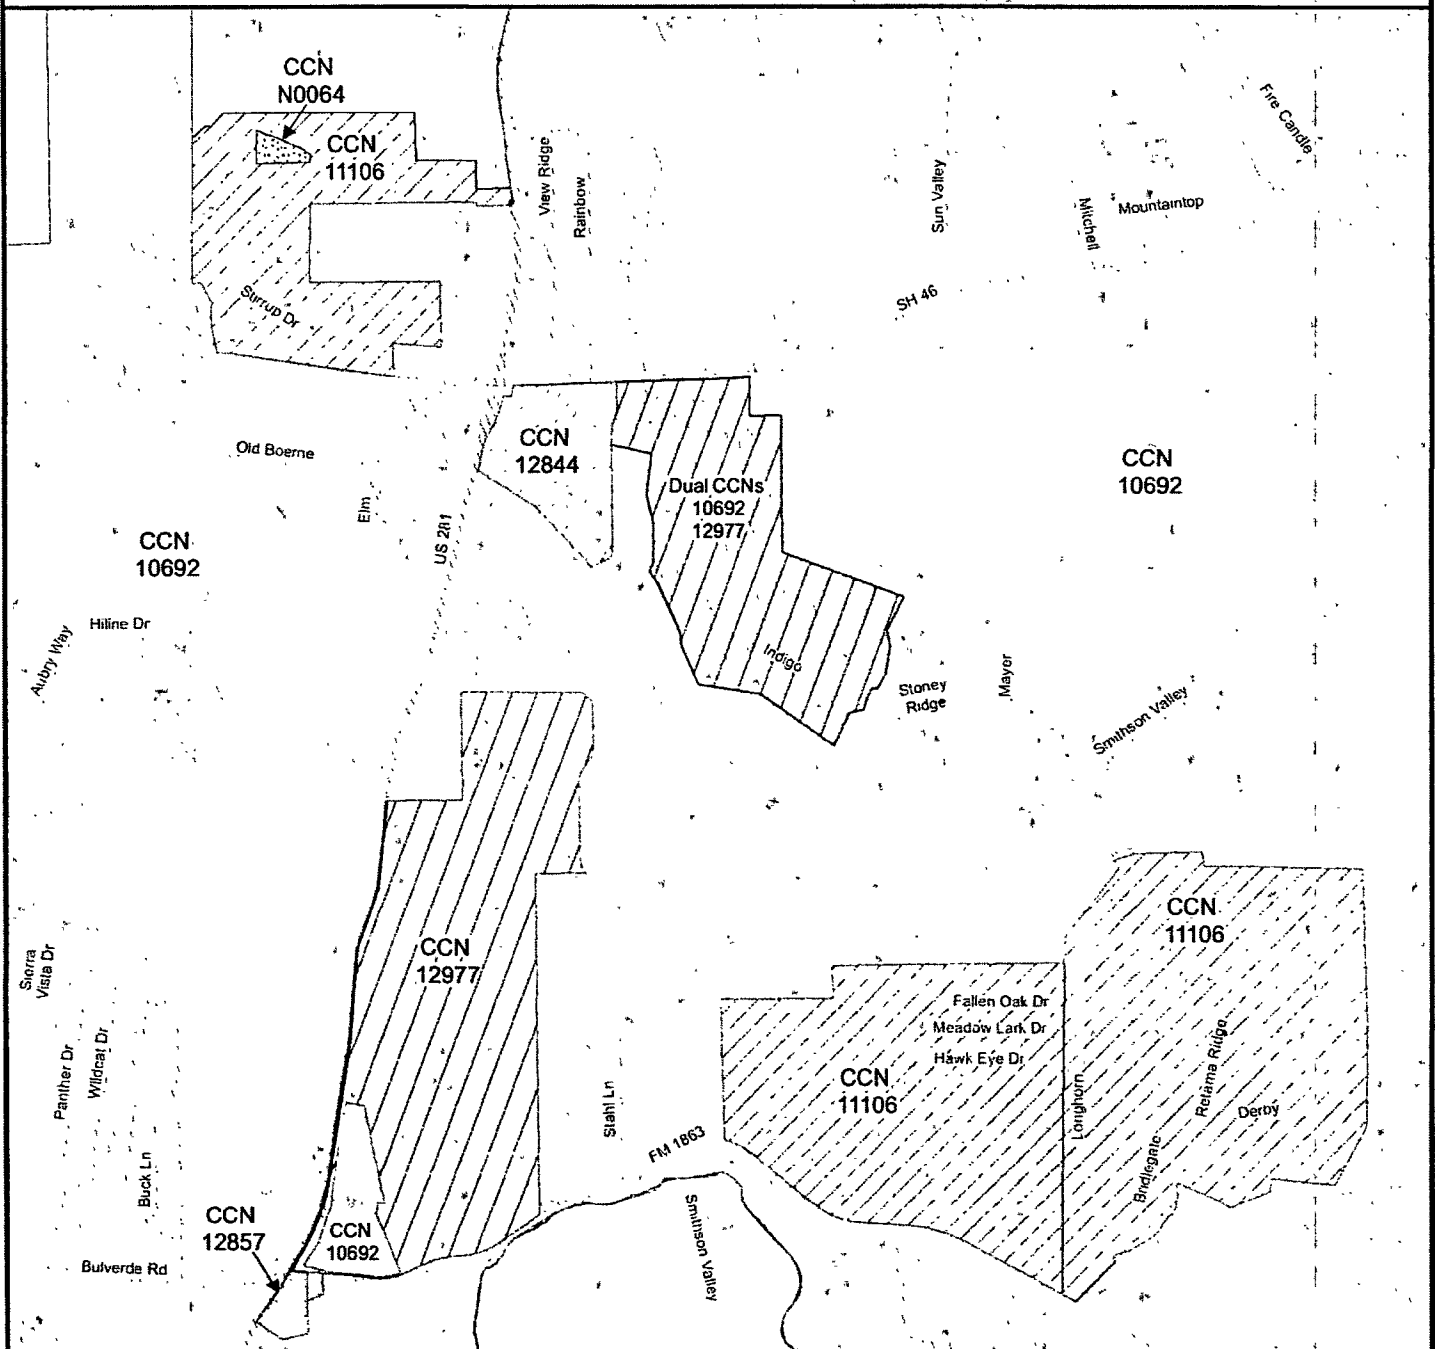 CCN
N0064
CCN
11106
View Ridge
Rainbow
Sun Valley
Fire Candle
Mitchell
Mountaintop
SH 46
Stirrup Dr
Old Boerne
Elm
US 281
CCN
12844
Dual CCNs
10692
12977
CCN
10692
CCN
10692
Hiline Dr
Aubry Way
Indigo
Stoney
Ridge
Mayer
Smithson Valley
CCN
12977
CCN
11106
Sierra
Vista Dr
Panther Dr
Wildcat Dr
Buck Ln
Fallen Oak Dr
Meadow Lark Dr
Hawk Eye Dr
CCN
11106
Longhorn
Retama Ridge
Derby
Bridlegate
Stahl Ln
FM 1863
Smithson Valley
CCN
12857
CCN
10692
Bulverde Rd